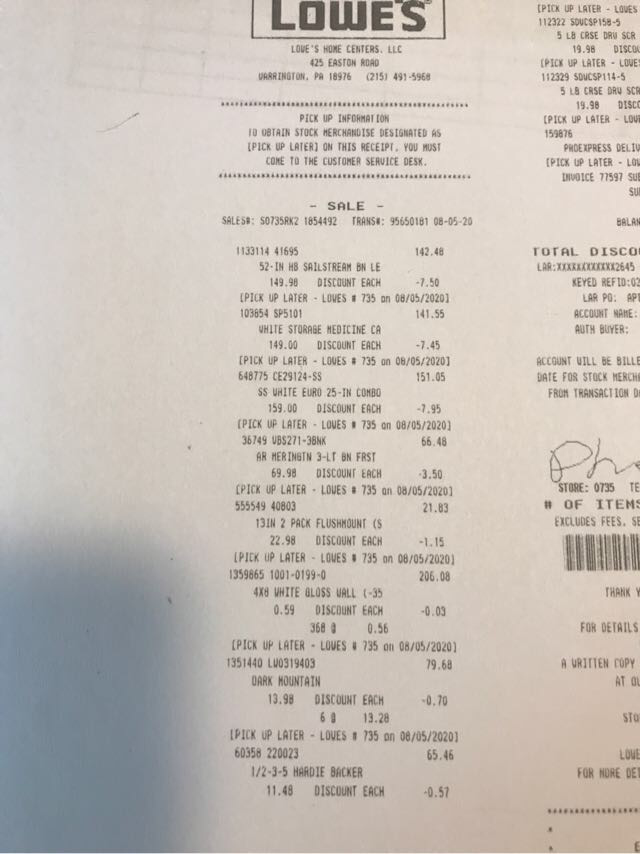 LOWE'S
LOWE'S HOME CENTERS, LLC
425 EASTON ROAD
WARRINGTON, PA 18976 (215) 491-5968
PICK UP INFORMATION
TO OBTAIN STOCK MERCHANDISE DESIGNATED AS
[PICK UP LATER] ON THIS RECEIPT, YOU MUST
COME TO THE CUSTOMER SERVICE DESK.
- SALE -
SALES#: S0735RK2 1854492 TRANS#: 95650181 08-05-20
1133114 41695 142.48
52-IN HB SAILSTREAM BN LE
149.98 DISCOUNT EACH -7.50
[PICK UP LATER - LOWES # 735 on 08/05/2020]
103854 SP5101 141.55
WHITE STORAGE MEDICINE CA
149.00 DISCOUNT EACH -7.45
[PICK UP LATER - LOWES # 735 on 08/05/2020]
648775 CE29124-SS 151.05
SS WHITE EURO 25-IN COMBO
159.00 DISCOUNT EACH -7.95
[PICK UP LATER - LOWES # 735 on 08/05/2020]
36749 VBS271-3BNK 66.48
AR MERINGTN 3-LT BN FRST
69.98 DISCOUNT EACH -3.50
[PICK UP LATER - LOWES # 735 on 08/05/2020]
555549 40803 21.83
13IN 2 PACK FLUSHMOUNT (S
22.98 DISCOUNT EACH -1.15
[PICK UP LATER - LOWES # 735 on 08/05/2020]
1359865 1001-0199-0 206.08
4X8 WHITE GLOSS WALL (-35
0.59 DISCOUNT EACH -0.03
368 @ 0.56
[PICK UP LATER - LOWES # 735 on 08/05/2020]
1351440 LW0319403 79.68
DARK MOUNTAIN
13.98 DISCOUNT EACH -0.70
6 @ 13.28
[PICK UP LATER - LOWES # 735 on 08/05/2020]
60358 220023 65.46
1/2-3-5 HARDIE BACKER
11.48 DISCOUNT EACH -0.57
[PICK UP LATER - LOWES
112322 SDWCSP158-5
5 LB CRSE DRW SCR
19.98 DISCOU
[PICK UP LATER - LOWES
112329 SDWCSP114-5
5 LB CRSE DRW SCR
19.98 DISC
[PICK UP LATER - LOW
159876
PROEXPRESS DELIV
[PICK UP LATER - LOW
INVOICE 77597 SUB
SU
BALAN
TOTAL DISCO
LAR:XXXXXXXXXXXX2645
KEYED REFID:02
LAR PO: APT
ACCOUNT NAME:
AUTH BUYER:
ACCOUNT WILL BE BILLE
DATE FOR STOCK MERCH
FROM TRANSACTION D
STORE: 0735 TE
# OF ITEMS
EXCLUDES FEES, SE
THANK Y
FOR DETAILS
A WRITTEN COPY
AT OU
STO
LOWE
FOR MORE DET